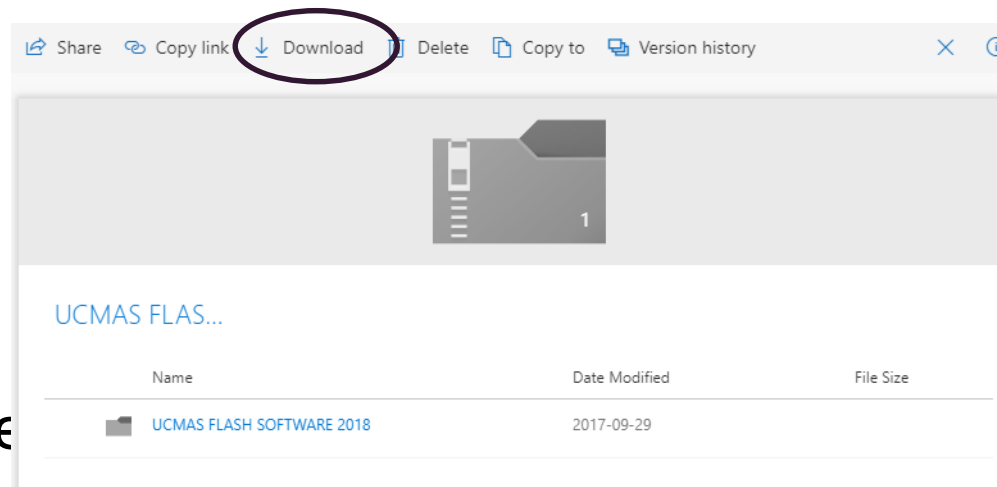 Share Copy link Download Delete Copy to Version history
1
UCMAS FLAS...
Name Date Modified File Size
UCMAS FLASH SOFTWARE 2018 2017-09-29